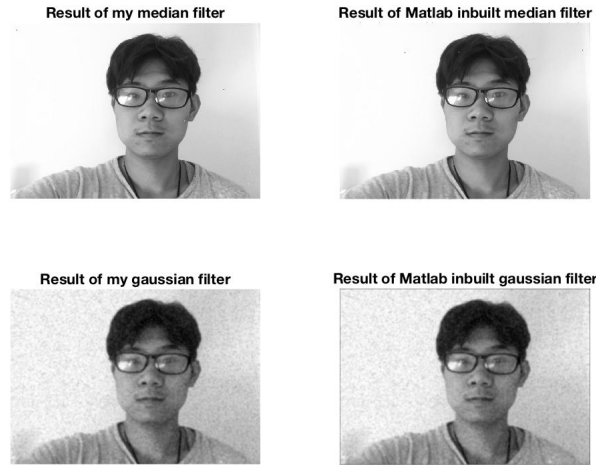 Result of my median filter
Result of Matlab inbuilt median filter
Result of my gaussian filter
Result of Matlab inbuilt gaussian filter